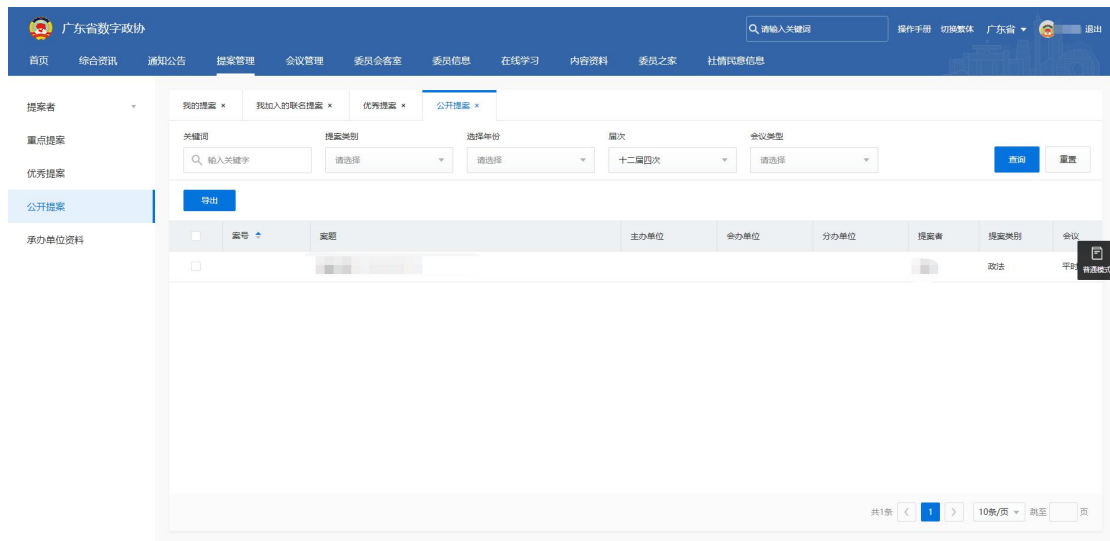 广东省数字政协
请输入关键词
操作手册 切换繁体 广东省 退出
首页 综合资讯 通知公告 提案管理 会议管理 委员会客室 委员信息 在线学习 内容资料 委员之家 社情民意信息
提案者
重点提案
优秀提案
公开提案
承办单位资料
我的提案 × 我加入的联名提案 × 优秀提案 × 公开提案 ×
关键词 提案类别 选择年份 届次 会议类型
输入关键字 请选择 请选择 十二届四次 请选择 查询 重置
导出
案号 案题 主办单位 会办单位 分办单位 提案者 提案类别 会议
政法 平时
普通模式
共1条 < 1 > 10条/页 跳至 页